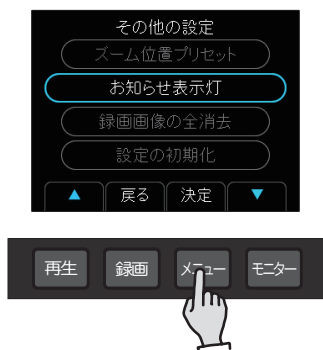 その他の設定
ズーム位置プリセット
お知らせ表示灯
録画画像の全消去
設定の初期化
▲ 戻る 決定 ▼
再生 録画 メニュー モニター